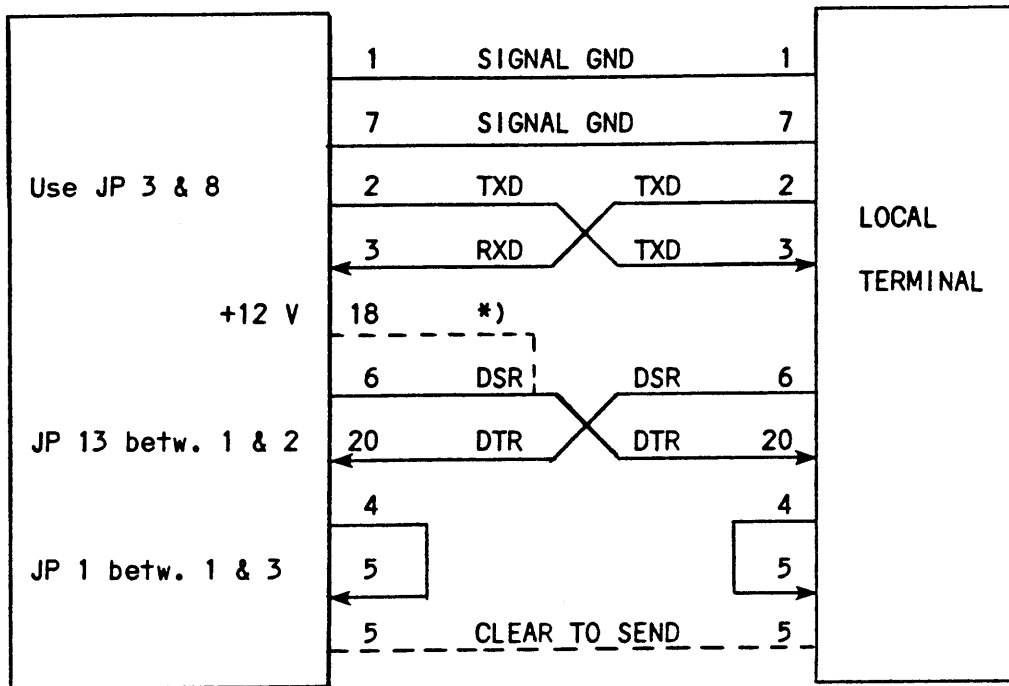 1 SIGNAL GND 1
7 SIGNAL GND 7
Use JP 3 & 8 2 TXD TXD 2
LOCAL
3 RXD TXD 3
TERMINAL
+12 V 18 *)
6 DSR DSR 6
JP 13 betw. 1 & 2 20 DTR DTR 20
4 4
JP 1 betw. 1 & 3 5 5
5 CLEAR TO SEND 5